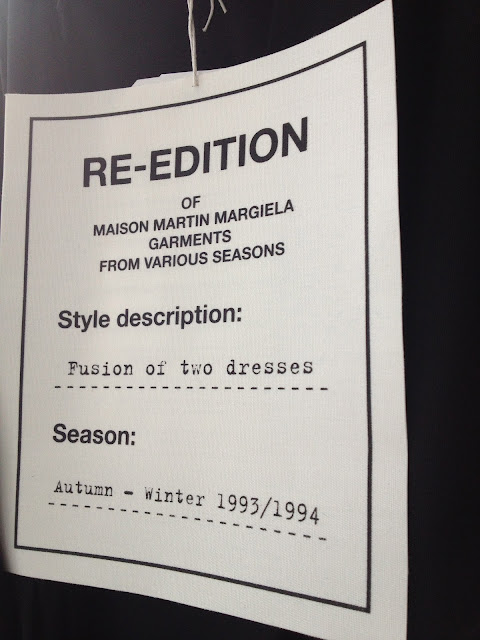 RE-EDITION
OF
MAISON MARTIN MARGIELA
GARMENTS
FROM VARIOUS SEASONS
Style description:
Fusion of two dresses
Season:
Autumn - Winter 1993/1994